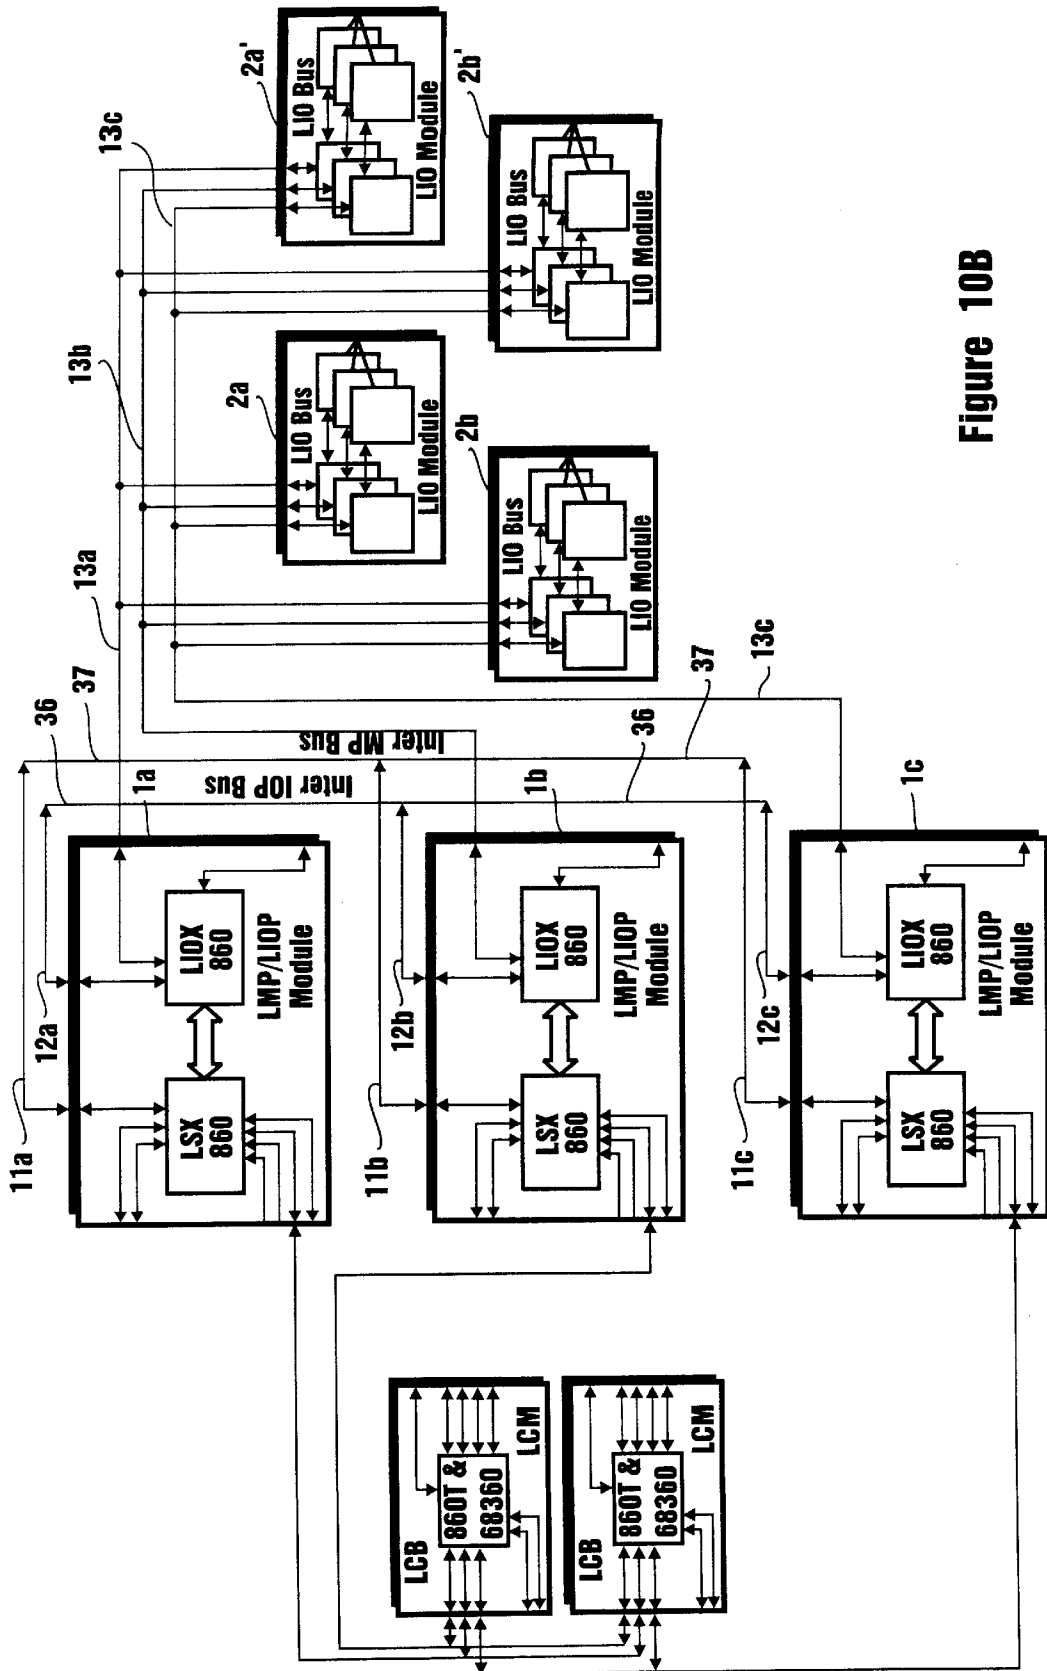 2a'
13c
LIO Bus
LIO Module
2b'
LIO Bus
LIO Module
13b
2a
LIO Bus
LIO Module
2b
LIO Bus
LIO Module
13a
37
36
Inter MP Bus
Inter IOP Bus
37
36
13c
1a
12a
11a
LIOX
860
LSX
860
LMP/LIOP
Module
1b
12b
11b
LIOX
860
LSX
860
LMP/LIOP
Module
1c
12c
11c
LIOX
860
LSX
860
LMP/LIOP
Module
LCB
860T &
68360
LCM
LCB
860T &
68360
LCM
Figure 10B